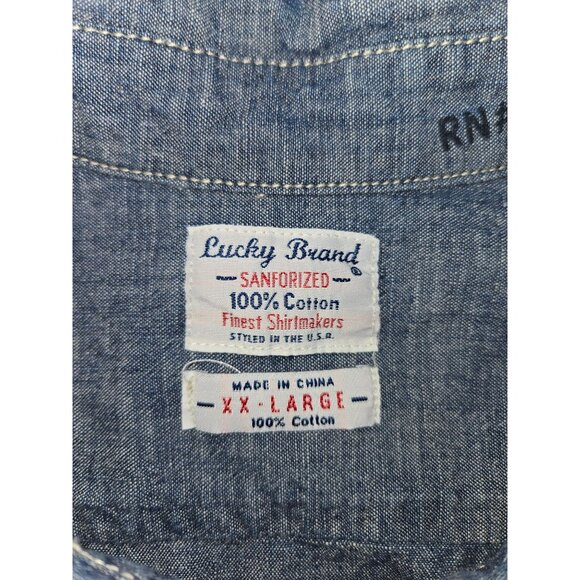 RN#
Lucky Brand®
SANFORIZED
100% Cotton
Finest Shirtmakers
STYLED IN THE U.S.A.
MADE IN CHINA
XX-LARGE
100% Cotton